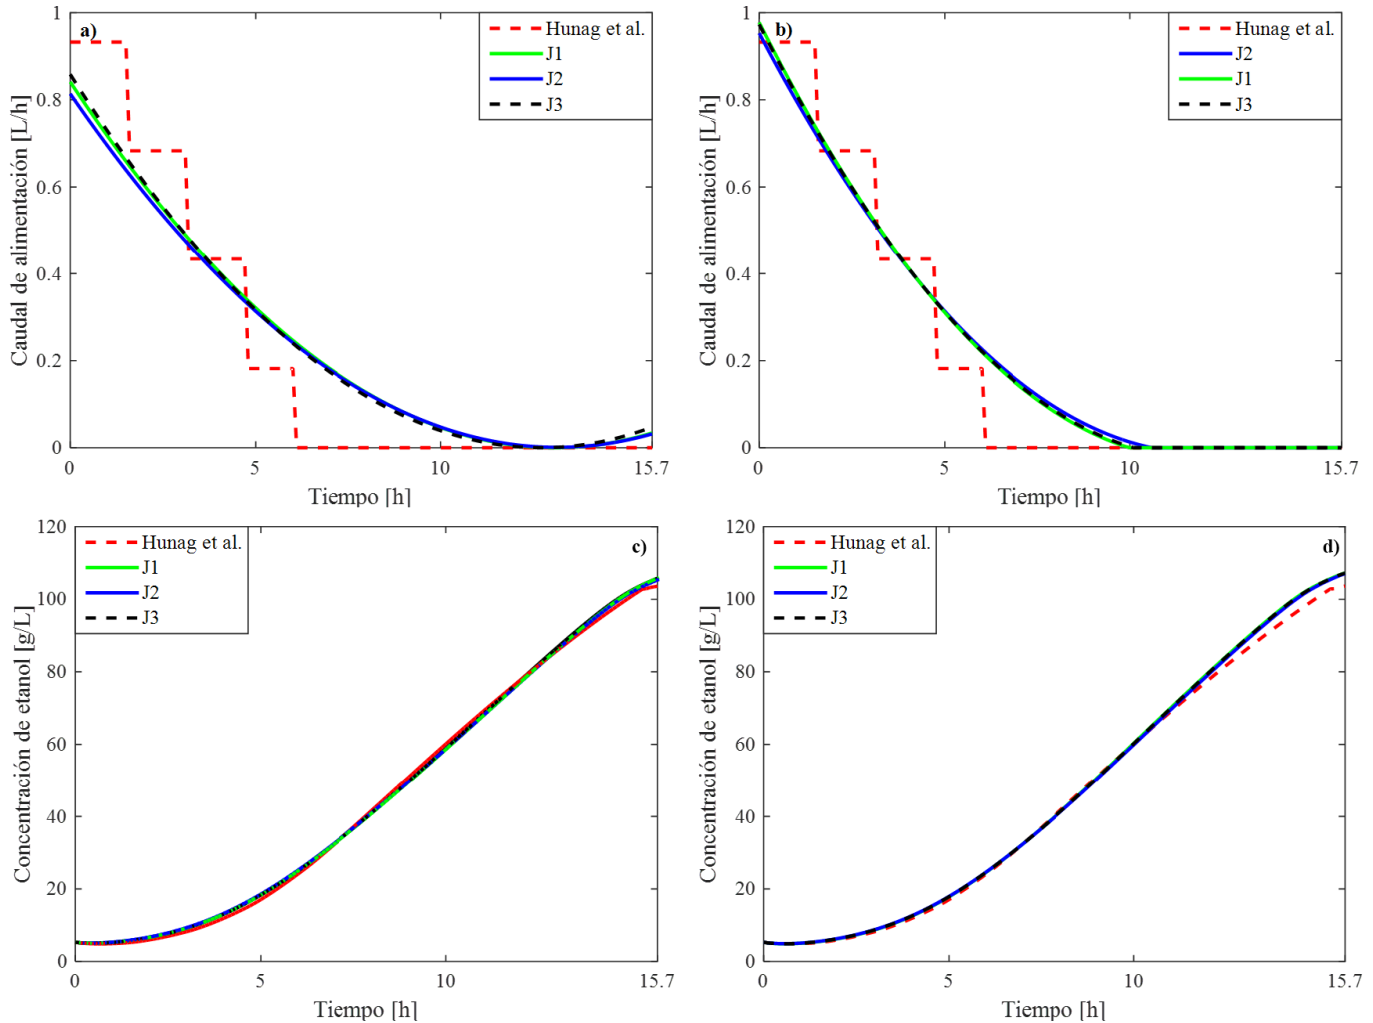 a)
Hunag et al.
J1
J2
J3
1
0.8
0.6
0.4
0.2
0
Caudal de alimentación [L/h]
0
5
10
15.7
Tiempo [h]
b)
Hunag et al.
J2
J1
J3
1
0.8
0.6
0.4
0.2
0
Caudal de alimentación [L/h]
0
5
10
15.7
Tiempo [h]
c)
Hunag et al.
J1
J2
J3
120
100
80
60
40
20
0
Concentración de etanol [g/L]
0
5
10
15.7
Tiempo [h]
d)
Hunag et al.
J1
J2
J3
120
100
80
60
40
20
0
Concentración de etanol [g/L]
0
5
10
15.7
Tiempo [h]